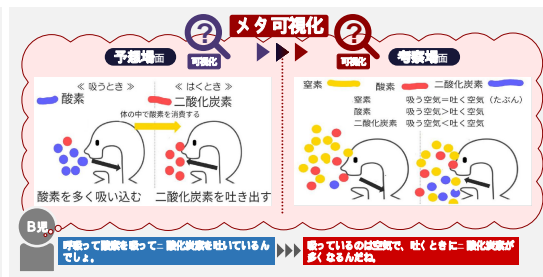 メタ可視化
予想場面
可視化
可視化
考察場面
≪ 吸うとき ≫
≪ はくとき ≫
酸素
二酸化炭素
体の中で酸素を消費する
酸素を多く吸い込む
二酸化炭素を吐き出す
窒素
酸素
二酸化炭素
窒素 吸う空気＝吐く空気（たぶん）
酸素 吸う空気＞吐く空気
二酸化炭素 吸う空気＜吐く空気
B児
呼吸って酸素を吸って二酸化炭素を吐いているん
でしょ。
吸っているのは空気で、吐くときに二酸化炭素が
多くなるんだね。